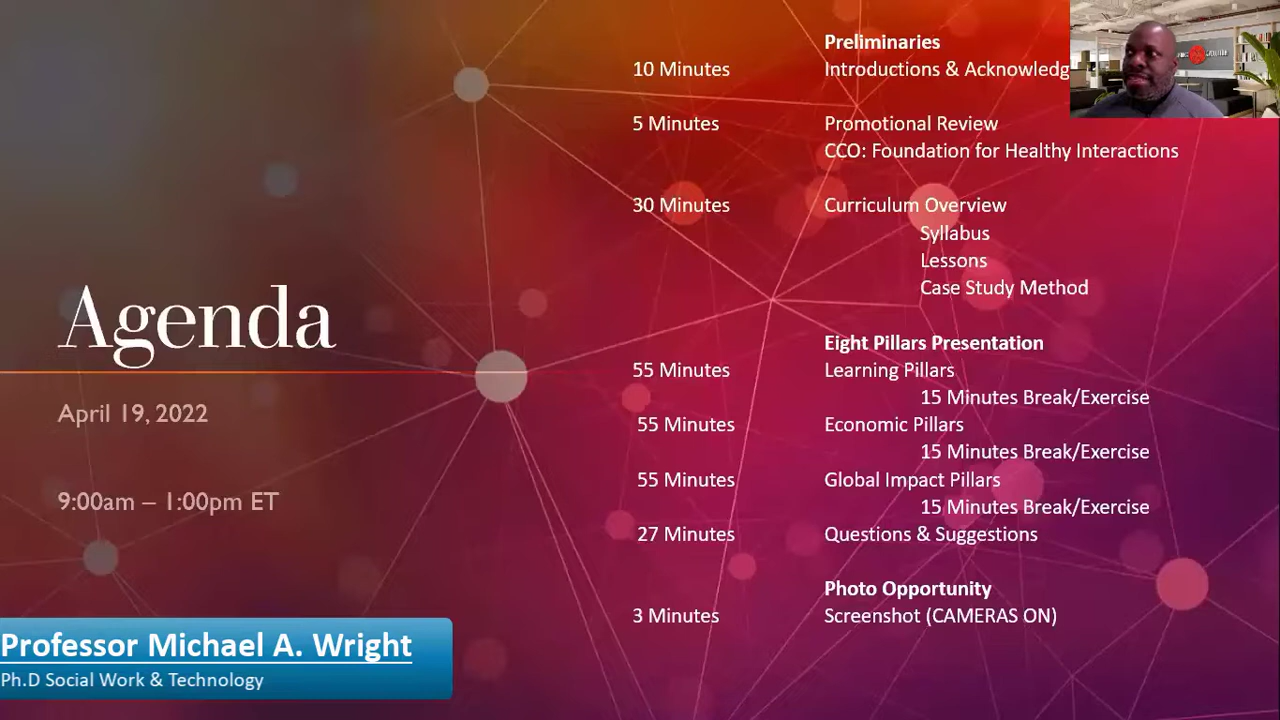 Agenda
April 19, 2022
9:00am – 1:00pm ET
Preliminaries
10 Minutes Introductions & Acknowledg
5 Minutes Promotional Review
CCO: Foundation for Healthy Interactions
30 Minutes Curriculum Overview
Syllabus
Lessons
Case Study Method
Eight Pillars Presentation
55 Minutes Learning Pillars
15 Minutes Break/Exercise
55 Minutes Economic Pillars
15 Minutes Break/Exercise
55 Minutes Global Impact Pillars
15 Minutes Break/Exercise
27 Minutes Questions & Suggestions
Photo Opportunity
3 Minutes Screenshot (CAMERAS ON)
Professor Michael A. Wright
Ph.D Social Work & Technology